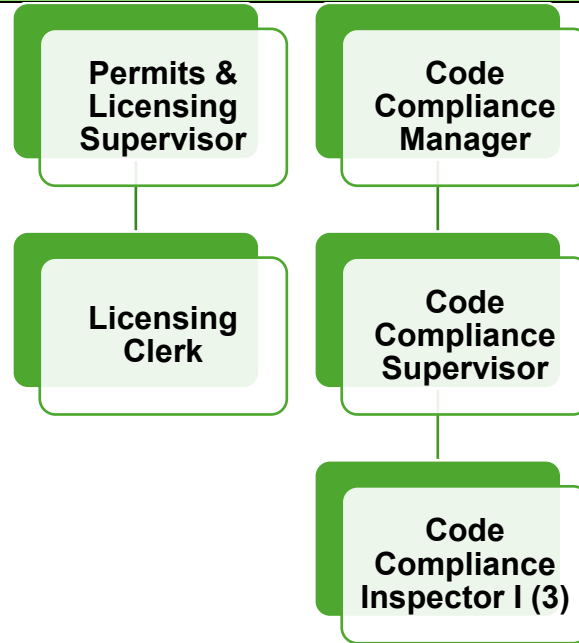 Permits &
Licensing
Supervisor
Licensing
Clerk
Code
Compliance
Manager
Code
Compliance
Supervisor
Code
Compliance
Inspector I (3)